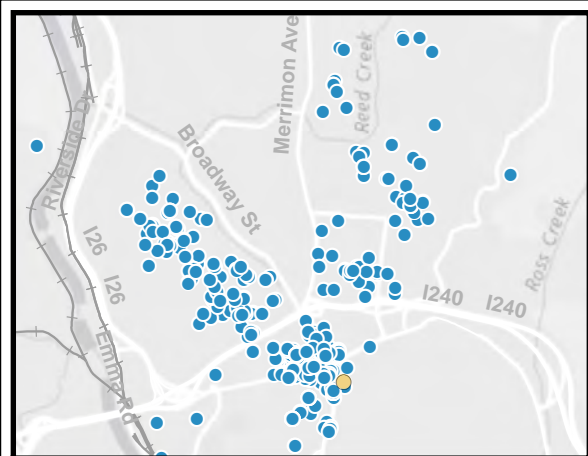 Merrimon Ave
Reed Creek
Riverside Dr
Broadway St
Ross Creek
I26
I26
I240
I240
Emma Rd